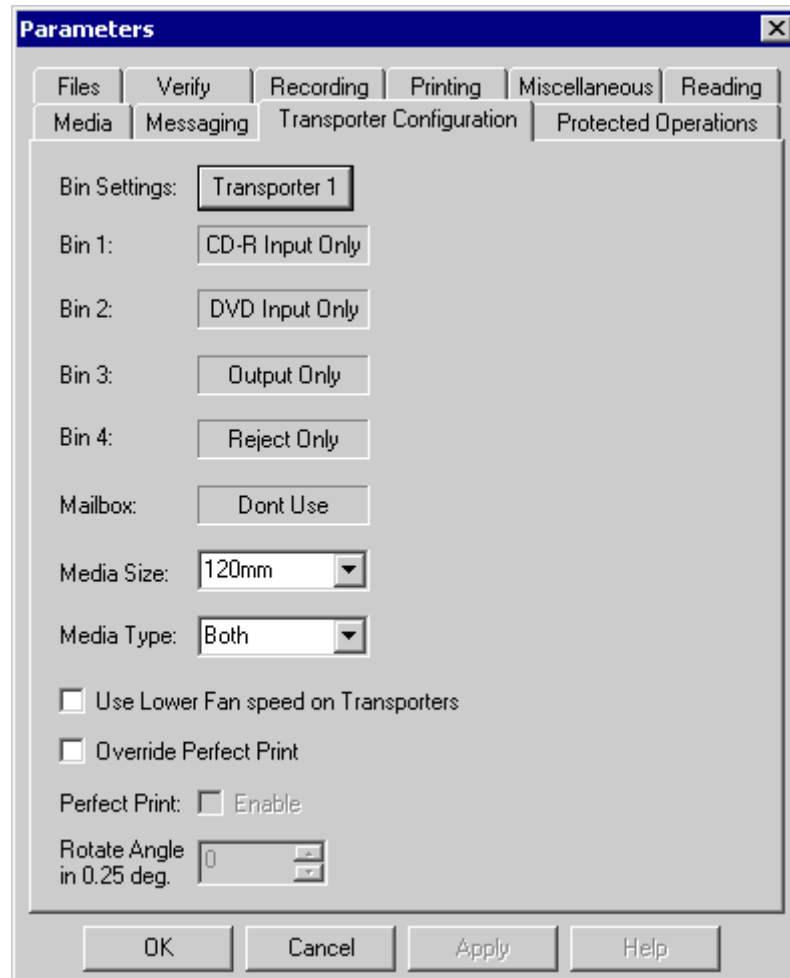 Parameters
Files Verify Recording Printing Miscellaneous Reading
Media Messaging Transporter Configuration Protected Operations
Bin Settings: Transporter 1
Bin 1: CD-R Input Only
Bin 2: DVD Input Only
Bin 3: Output Only
Bin 4: Reject Only
Mailbox: Dont Use
Media Size: 120mm
Media Type: Both
Use Lower Fan speed on Transporters
Override Perfect Print
Perfect Print: Enable
Rotate Angle
in 0.25 deg. 0
OK Cancel Apply Help